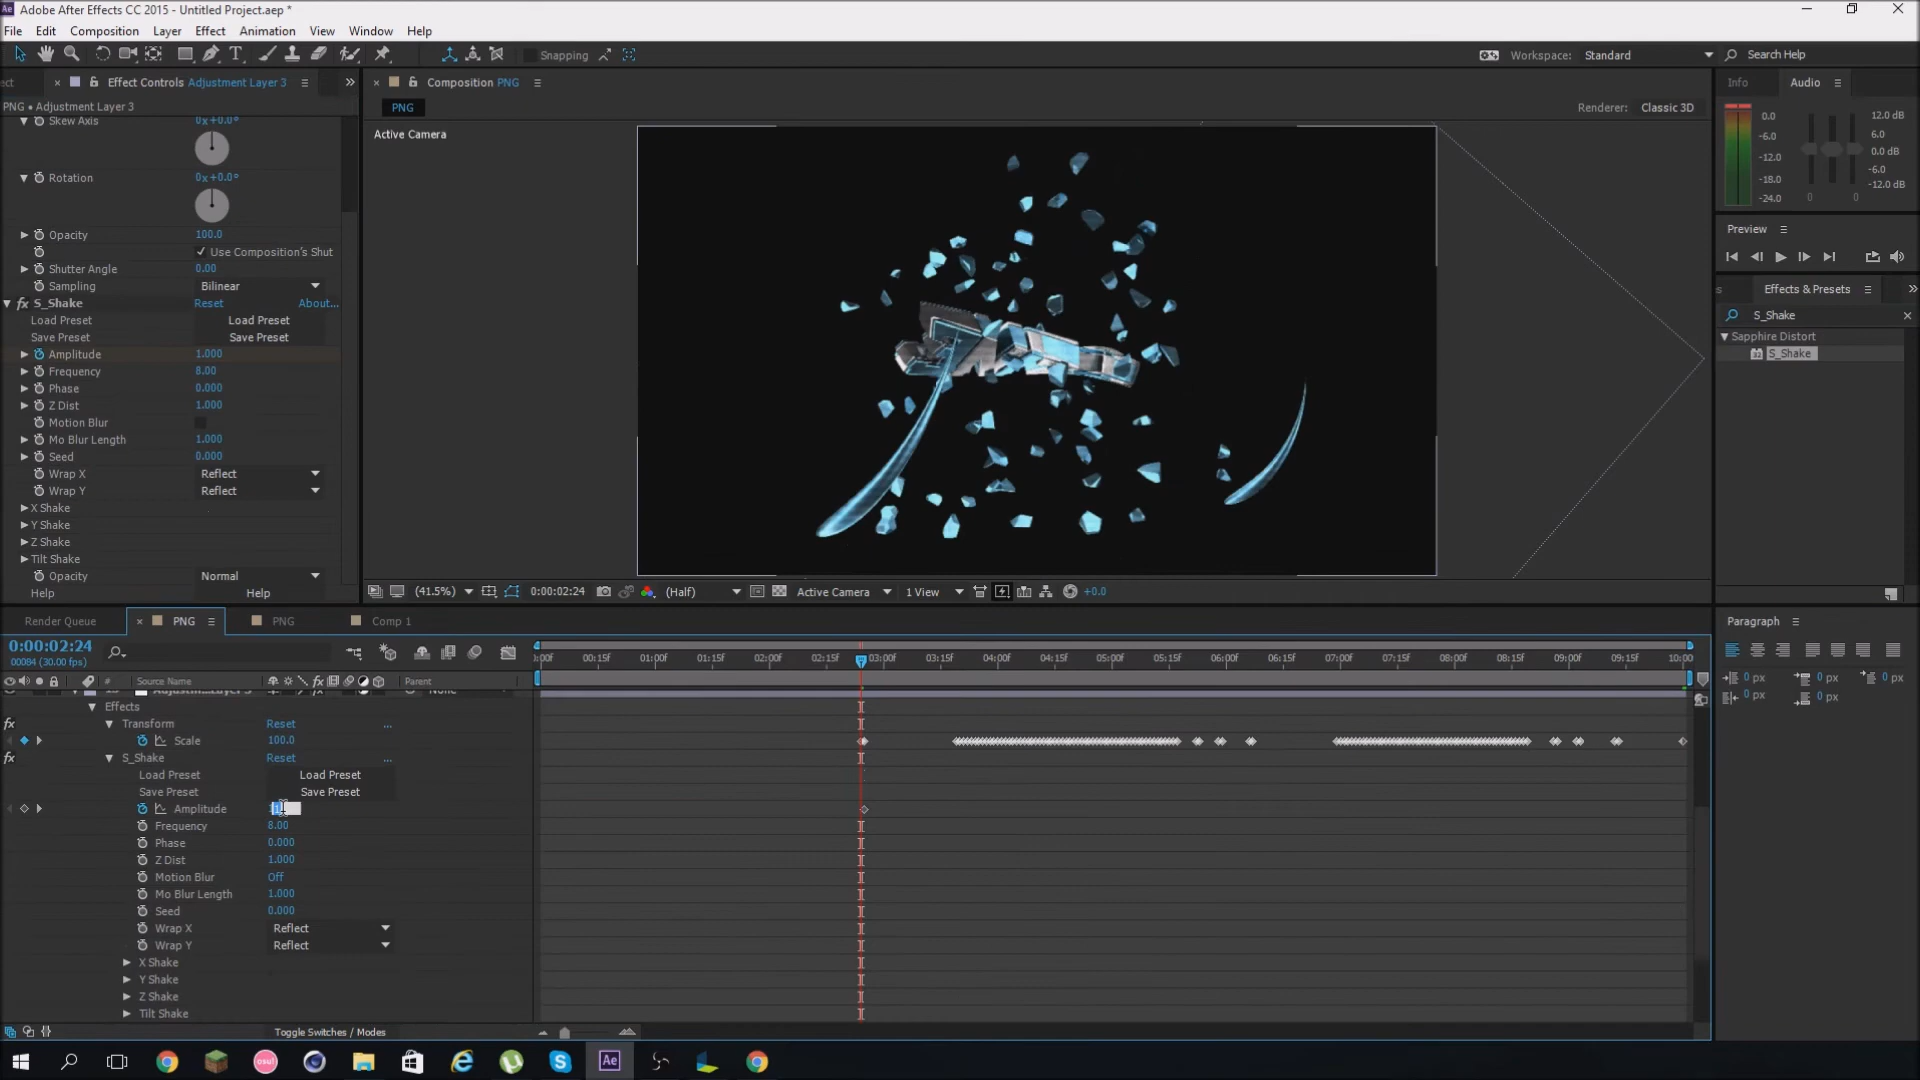 Adobe After Effects CC 2015 - Untitled Project.aep *
File Edit Composition Layer Effect Animation View Window Help
Snapping
Workspace: Standard
Search Help
Effect Controls Adjustment Layer 3
PNG • Adjustment Layer 3
Skew Axis 0x+0.0°
Rotation 0x+0.0°
Opacity 100.0
Use Composition's Shut
Shutter Angle 0.00
Sampling Bilinear
fx S_Shake Reset About...
Load Preset Load Preset
Save Preset Save Preset
Amplitude 1.000
Frequency 8.00
Phase 0.000
Z Dist 1.000
Motion Blur
Mo Blur Length 1.000
Seed 0.000
Wrap X Reflect
Wrap Y Reflect
X Shake
Y Shake
Z Shake
Tilt Shake
Opacity Normal
Help Help
Composition PNG
PNG
Renderer: Classic 3D
Active Camera
(41.5%) 0:00:02:24 (Half) Active Camera 1 View +0.0
Info Audio
0.0 12.0 dB
-6.0 6.0
-12.0 0.0 dB
-18.0 -6.0
-24.0 -12.0 dB
0 0
Preview
Effects & Presets
S_Shake
Sapphire Distort
S_Shake
Paragraph
0 px 0 px 0 px
0 px 0 px
Render Queue PNG PNG Comp 1
0:00:02:24
00084 (30.00 fps)
:00f 00:15f 01:00f 01:15f 02:00f 02:15f 03:00f 03:15f 04:00f 04:15f 05:00f 05:15f 06:00f 06:15f 07:00f 07:15f 08:00f 08:15f 09:00f 09:15f 10:00
# Source Name Parent
Effects
fx Transform Reset ...
Scale 100.0
fx S_Shake Reset ...
Load Preset Load Preset
Save Preset Save Preset
Amplitude
Frequency 8.00
Phase 0.000
Z Dist 1.000
Motion Blur Off
Mo Blur Length 1.000
Seed 0.000
Wrap X Reflect
Wrap Y Reflect
X Shake
Y Shake
Z Shake
Tilt Shake
Toggle Switches / Modes
osu!
Ae